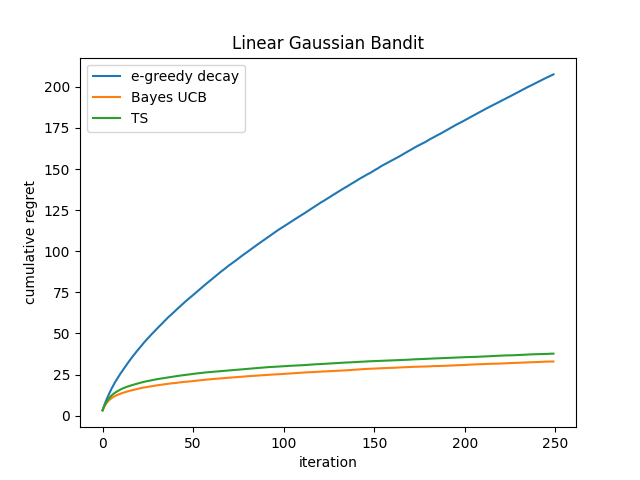 Linear Gaussian Bandit
e-greedy decay
Bayes UCB
TS
cumulative regret
200
175
150
125
100
75
50
25
0
0 50 100 150 200 250
iteration